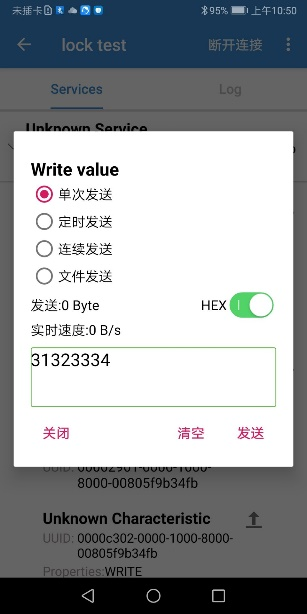 未插卡 95% 上午10:50
lock test 断开连接
Services Log
Unknown Service
Write value
单次发送
定时发送
连续发送
文件发送
发送:0 Byte HEX
实时速度:0 B/s
31323334
关闭 清空 发送
UUID: 00002901-0000-1000-
8000-00805f9b34fb
Unknown Characteristic
UUID: 0000c302-0000-1000-8000-
00805f9b34fb
Properties:WRITE